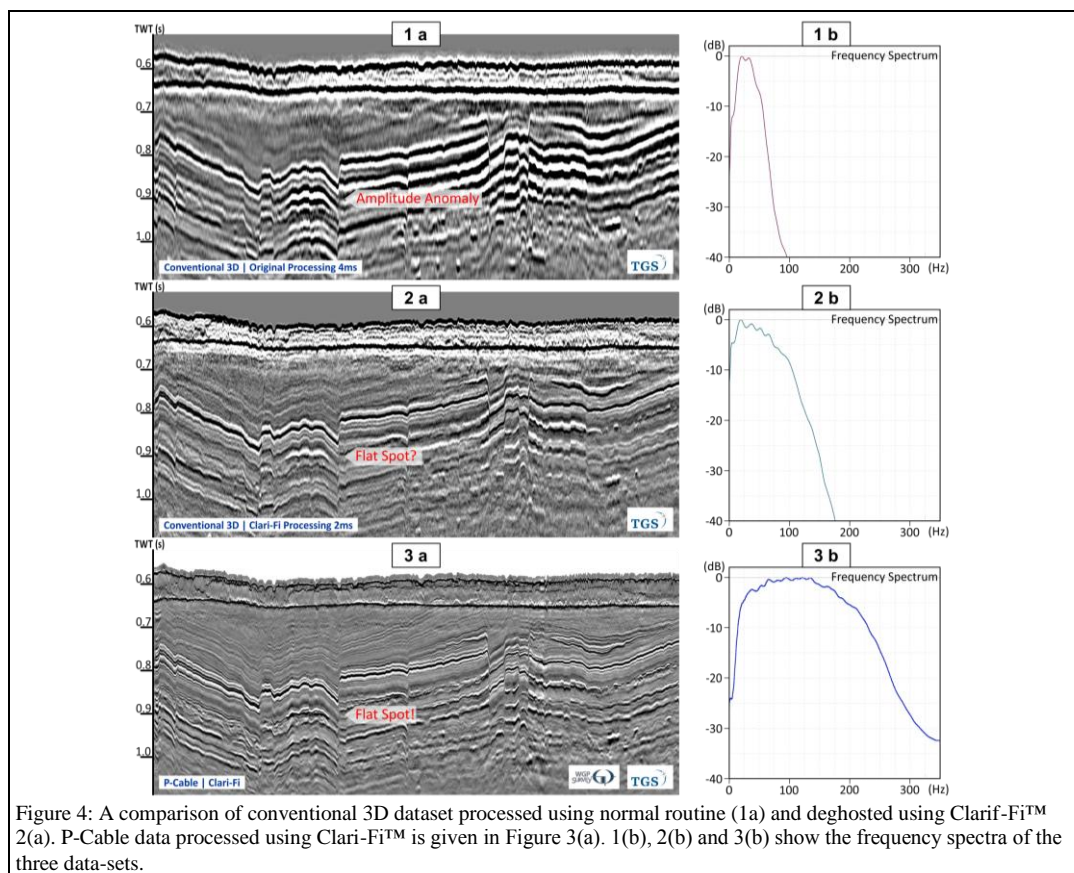 TWT (s)
1 a
0,6
0,7
0,8
0,9
1,0
Amplitude Anomaly
Conventional 3D | Original Processing 4ms
TGS
1 b
(dB)
Frequency Spectrum
0
-10
-20
-30
-40
0
100
200
300
(Hz)
TWT (s)
2 a
0,6
0,7
0,8
0,9
1,0
Flat Spot?
Conventional 3D | Clari-Fi Processing 2ms
TGS
2 b
(dB)
Frequency Spectrum
0
-10
-20
-30
-40
0
100
200
300
(Hz)
TWT (s)
3 a
0,6
0,7
0,8
0,9
1,0
Flat Spot!
P-Cable | Clari-Fi
WGP
SURVEY
TGS
3 b
(dB)
Frequency Spectrum
0
-10
-20
-30
-40
0
100
200
300
(Hz)
Figure 4: A comparison of conventional 3D dataset processed using normal routine (1a) and deghosted using Clarif-Fi™
2(a). P-Cable data processed using Clari-Fi™ is given in Figure 3(a). 1(b), 2(b) and 3(b) show the frequency spectra of the
three data-sets.